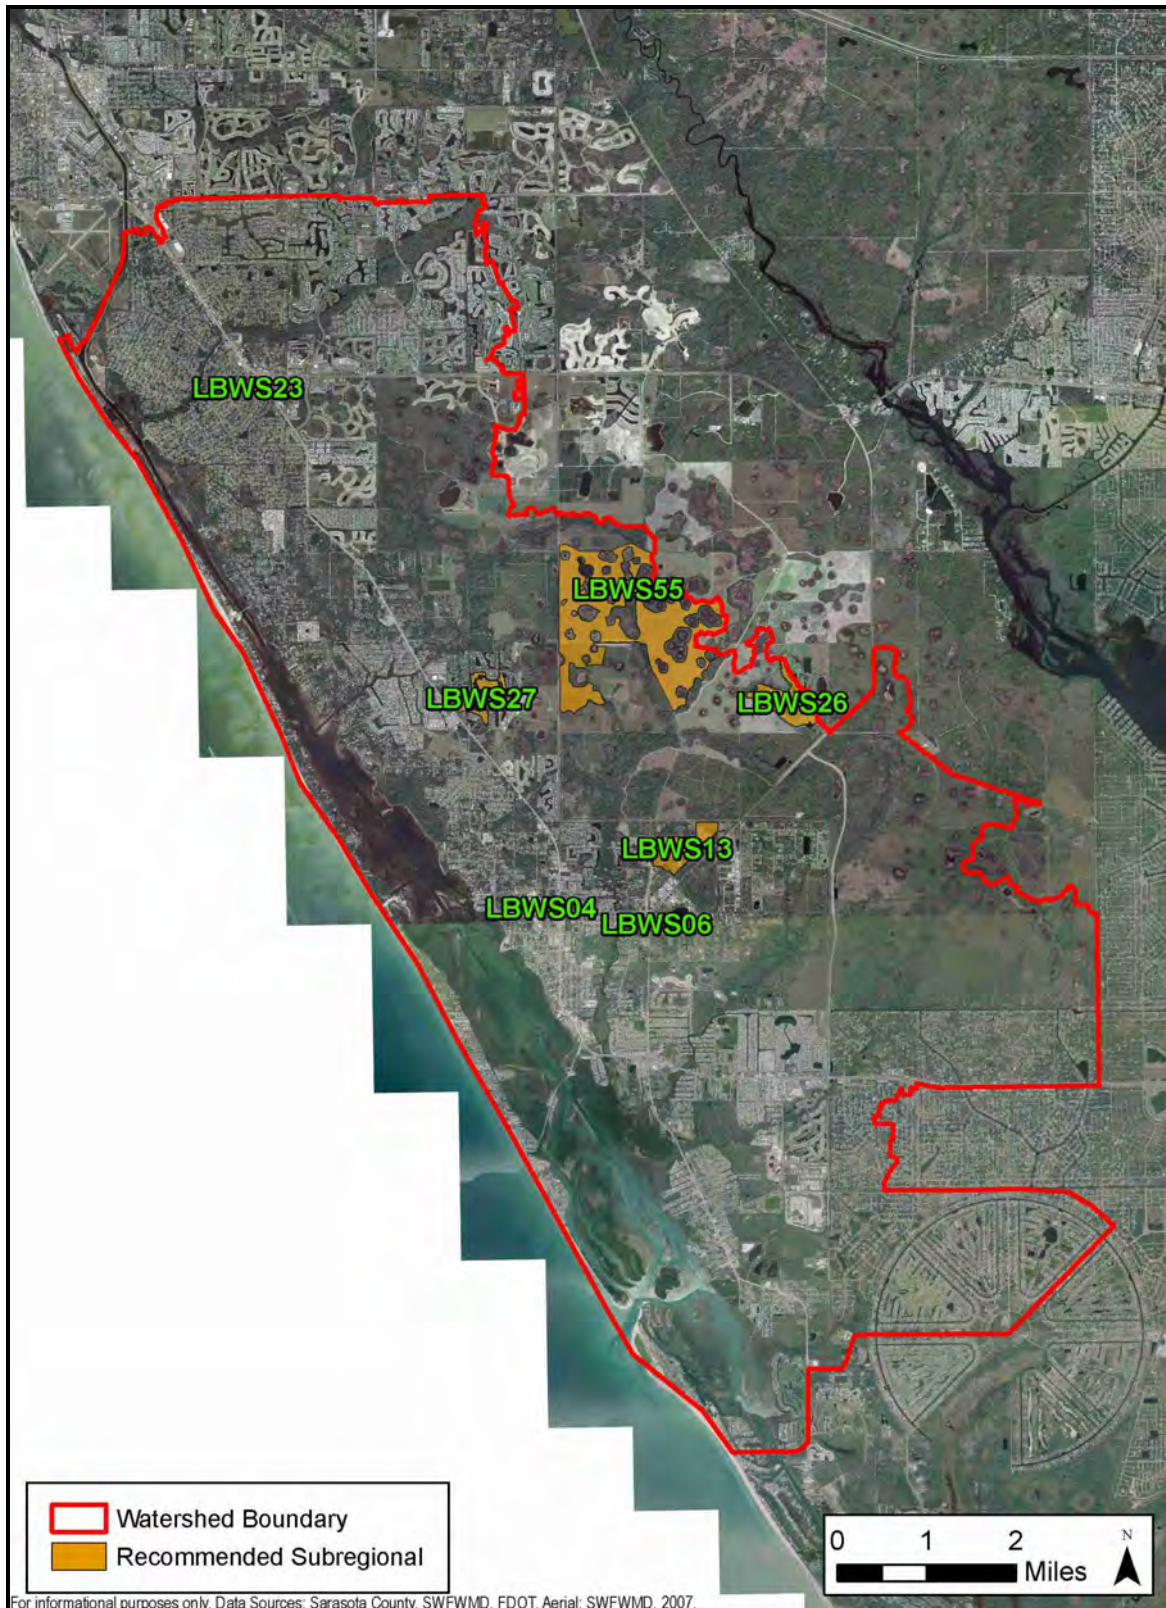 LBWS23
LBWS55
LBWS27
LBWS26
LBWS13
LBWS04
LBWS06
Watershed Boundary
Recommended Subregional
0 1 2
Miles
N
For informational purposes only. Data Sources: Sarasota County, SWFWMD, FDOT. Aerial: SWFWMD, 2007.